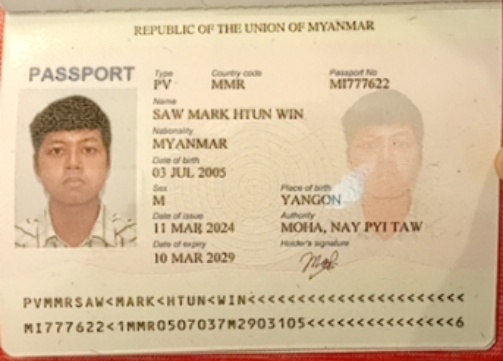 REPUBLIC OF THE UNION OF MYANMAR
PASSPORT
Type Country code Passport No
PV MMR MI777622
Name
SAW MARK HTUN WIN
Nationality
MYANMAR
Date of birth
03 JUL 2005
Sex Place of birth
M YANGON
Date of issue Authority
11 MAR 2024 MOHA, NAY PYI TAW
Date of expiry Holder's signature
10 MAR 2029
PVMMRSAW<MARK<HTUN<WIN<<<<<<<<<<<<<<<<<<<<<<
MI777622<1MMR0507037M2903105<<<<<<<<<<<<<<<6